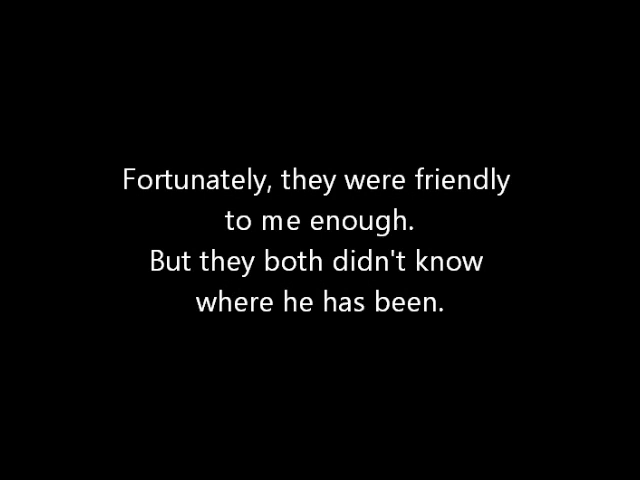 Fortunately, they were friendly
to me enough.
But they both didn't know
where he has been.